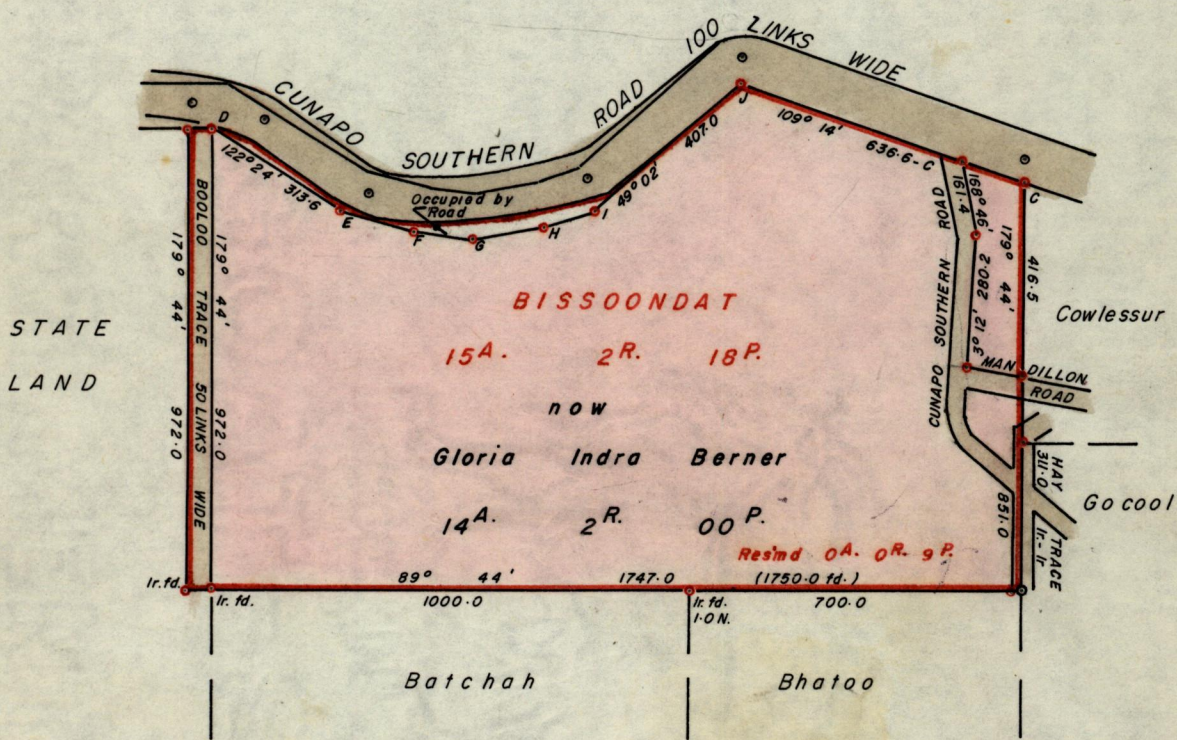 CUNAPO SOUTHERN ROAD 100 LINKS WIDE
D
122° 24' 313.6
E
Occupied by
Road
F
G
H
I
49° 02' 407.0
J
109° 14'
636.6-C
C
STATE
LAND
179° 44' 972.0
BOOLOO TRACE 50 LINKS WIDE
179° 44' 972.0
BISSOONDAT
15A. 2R. 18P.
now
Gloria Indra Berner
14A. 2R. 00P.
Res'md 0A. 0R. 9P.
168° 46'
161.4
3° 12' 280.2
179° 44'
416.5
CUNAPO SOUTHERN ROAD
Cowlessur
MAN DILLON
ROAD
HAY TRACE
311.0 Ir.-Ir
851.0
Gocool
Ir. fd.
Ir. fd.
89° 44' 1747.0 (1750.0 fd.)
1000.0
Ir. fd.
1.0 N.
700.0
Batchah
Bhatoo